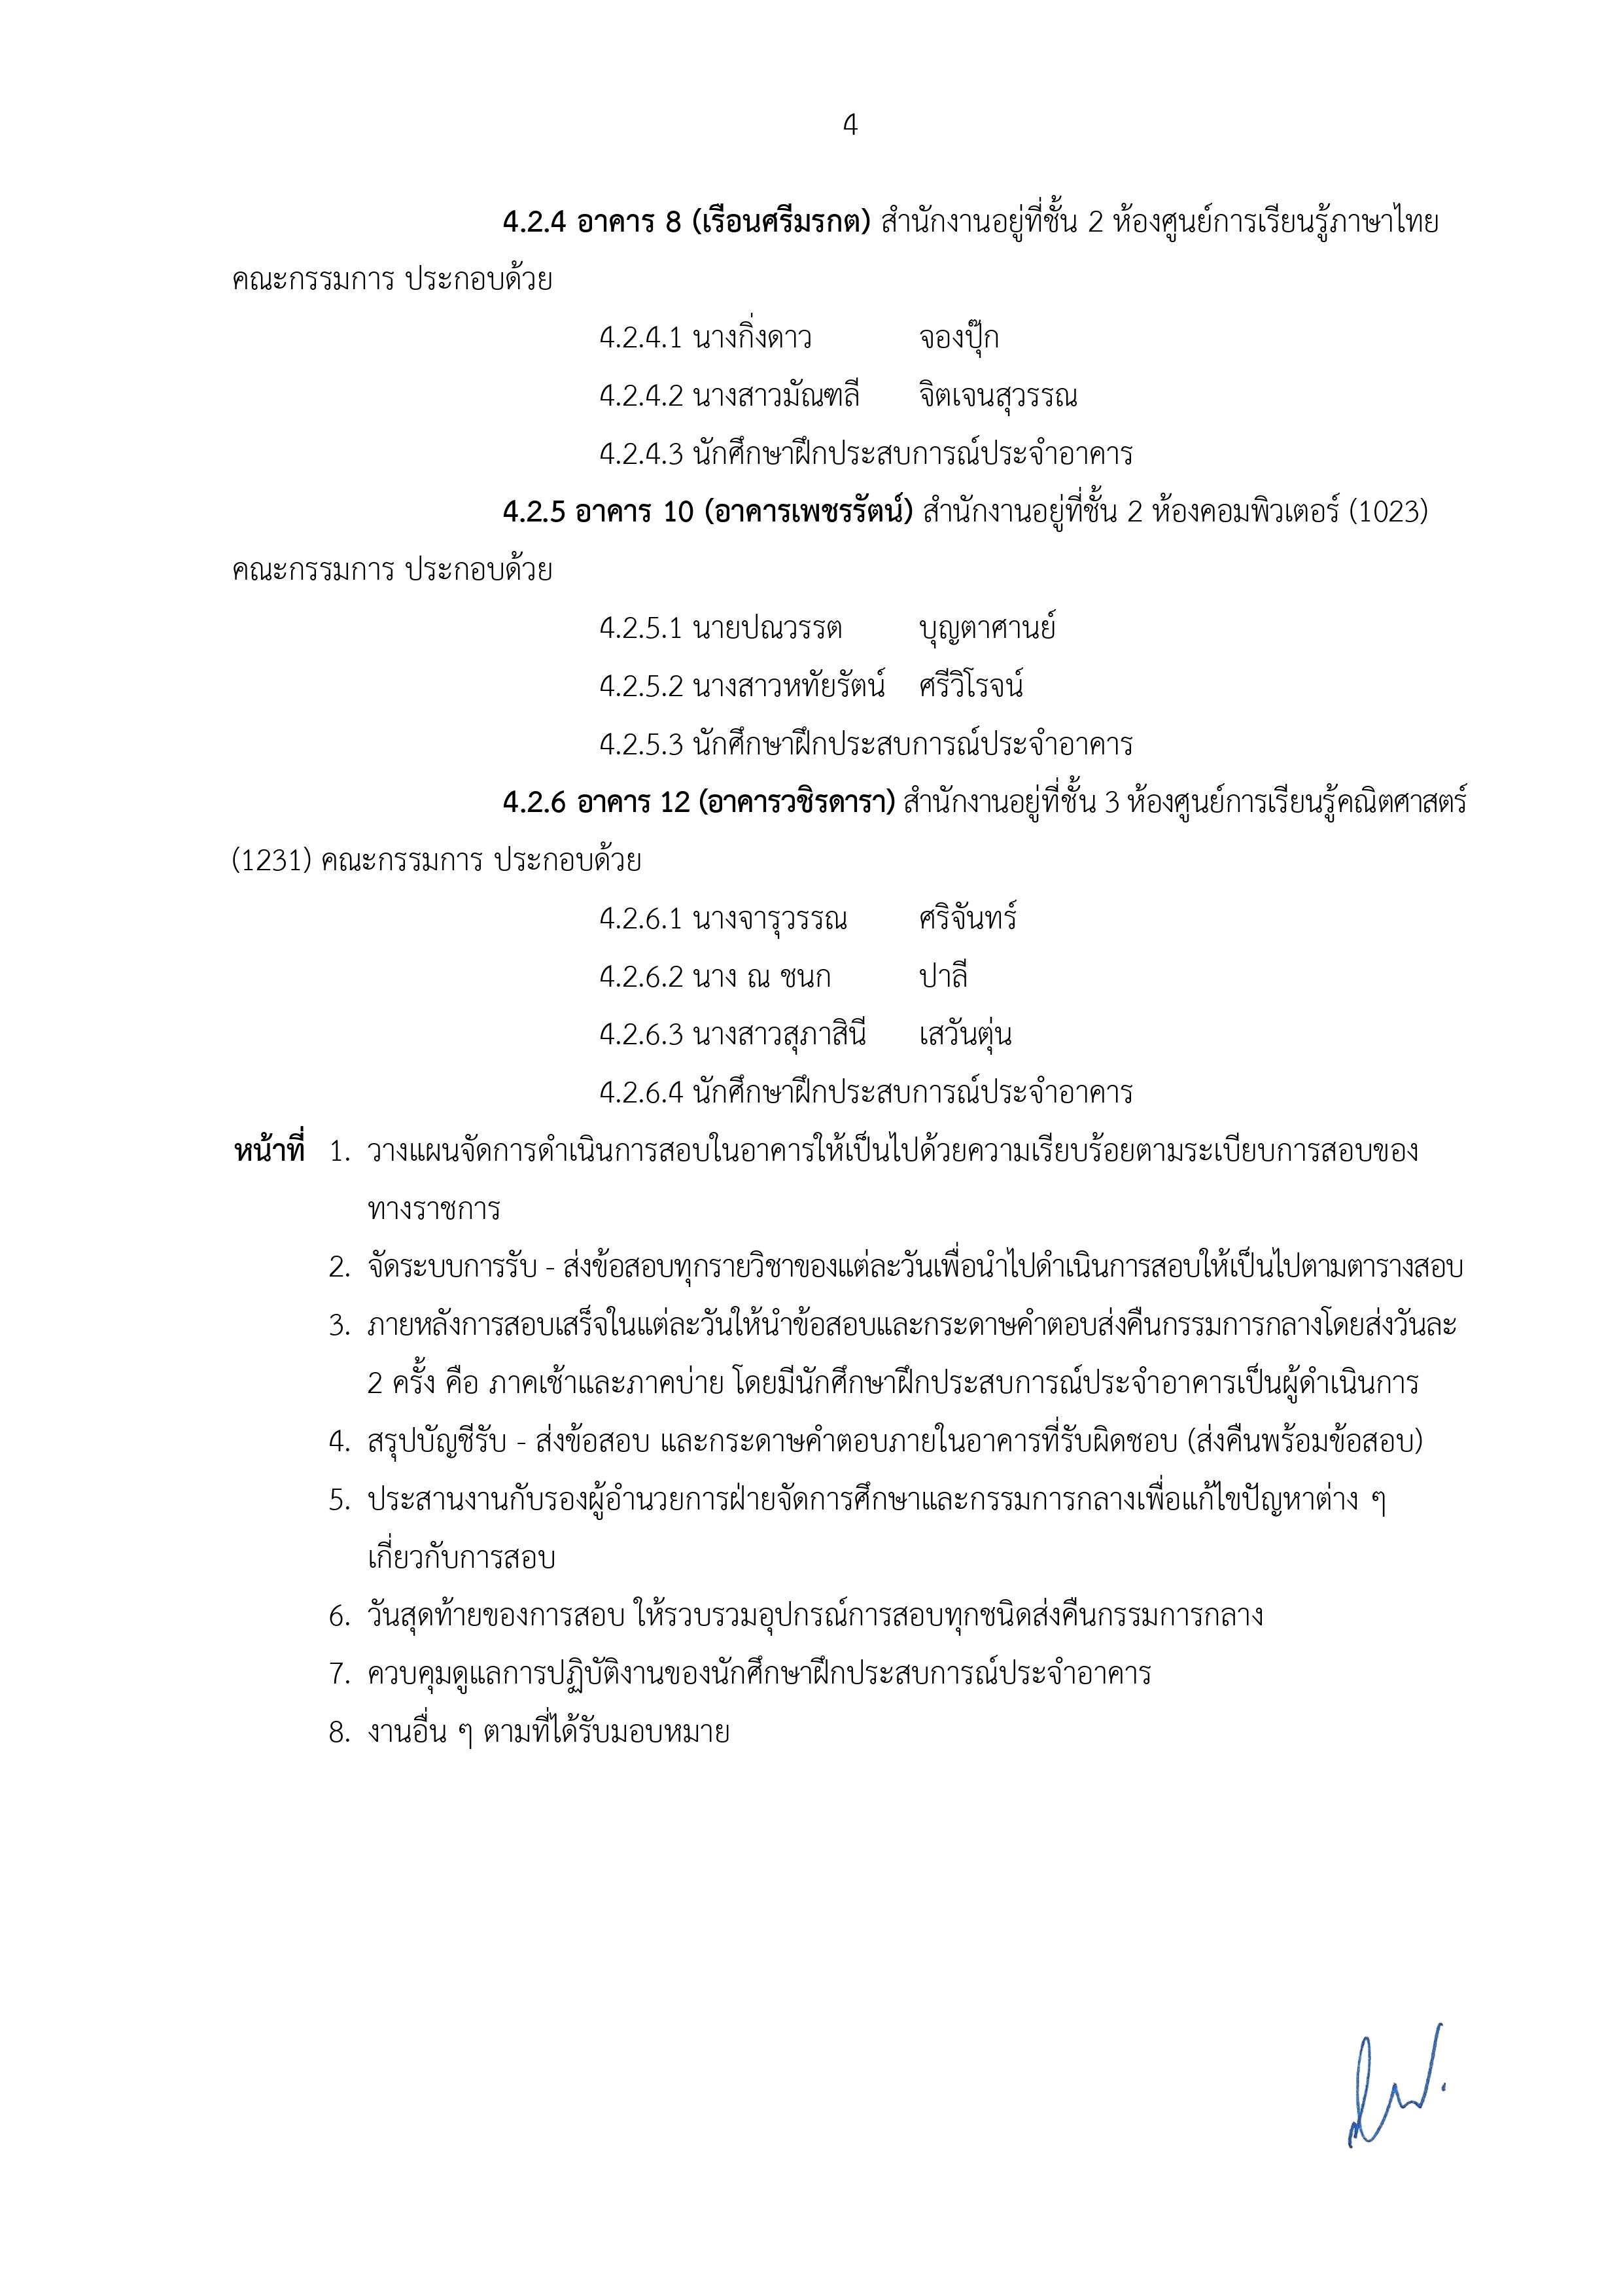 4
4.2.4 อาคาร 8 (เรือนศรีมรกต) สำนักงานอยู่ที่ชั้น 2 ห้องศูนย์การเรียนรู้ภาษาไทย
คณะกรรมการ ประกอบด้วย
4.2.4.1 นางกิ่งดาว จองปุ๊ก
4.2.4.2 นางสาวมัณฑลี จิตเจนสุวรรณ
4.2.4.3 นักศึกษาฝึกประสบการณ์ประจำอาคาร
4.2.5 อาคาร 10 (อาคารเพชรรัตน์) สำนักงานอยู่ที่ชั้น 2 ห้องคอมพิวเตอร์ (1023)
คณะกรรมการ ประกอบด้วย
4.2.5.1 นายปณวรรต บุญตาศานย์
4.2.5.2 นางสาวหทัยรัตน์ ศรีวิโรจน์
4.2.5.3 นักศึกษาฝึกประสบการณ์ประจำอาคาร
4.2.6 อาคาร 12 (อาคารวชิรดารา) สำนักงานอยู่ที่ชั้น 3 ห้องศูนย์การเรียนรู้คณิตศาสตร์
(1231) คณะกรรมการ ประกอบด้วย
4.2.6.1 นางจารุวรรณ ศริจันทร์
4.2.6.2 นาง ณ ชนก ปาลี
4.2.6.3 นางสาวสุภาสินี เสวันตุ่น
4.2.6.4 นักศึกษาฝึกประสบการณ์ประจำอาคาร
หน้าที่ 1. วางแผนจัดการดำเนินการสอบในอาคารให้เป็นไปด้วยความเรียบร้อยตามระเบียบการสอบของ
ทางราชการ
2. จัดระบบการรับ - ส่งข้อสอบทุกรายวิชาของแต่ละวันเพื่อนำไปดำเนินการสอบให้เป็นไปตามตารางสอบ
3. ภายหลังการสอบเสร็จในแต่ละวันให้นำข้อสอบและกระดาษคำตอบส่งคืนกรรมการกลางโดยส่งวันละ
2 ครั้ง คือ ภาคเช้าและภาคบ่าย โดยมีนักศึกษาฝึกประสบการณ์ประจำอาคารเป็นผู้ดำเนินการ
4. สรุปบัญชีรับ - ส่งข้อสอบ และกระดาษคำตอบภายในอาคารที่รับผิดชอบ (ส่งคืนพร้อมข้อสอบ)
5. ประสานงานกับรองผู้อำนวยการฝ่ายจัดการศึกษาและกรรมการกลางเพื่อแก้ไขปัญหาต่าง ๆ
เกี่ยวกับการสอบ
6. วันสุดท้ายของการสอบ ให้รวบรวมอุปกรณ์การสอบทุกชนิดส่งคืนกรรมการกลาง
7. ควบคุมดูแลการปฏิบัติงานของนักศึกษาฝึกประสบการณ์ประจำอาคาร
8. งานอื่น ๆ ตามที่ได้รับมอบหมาย